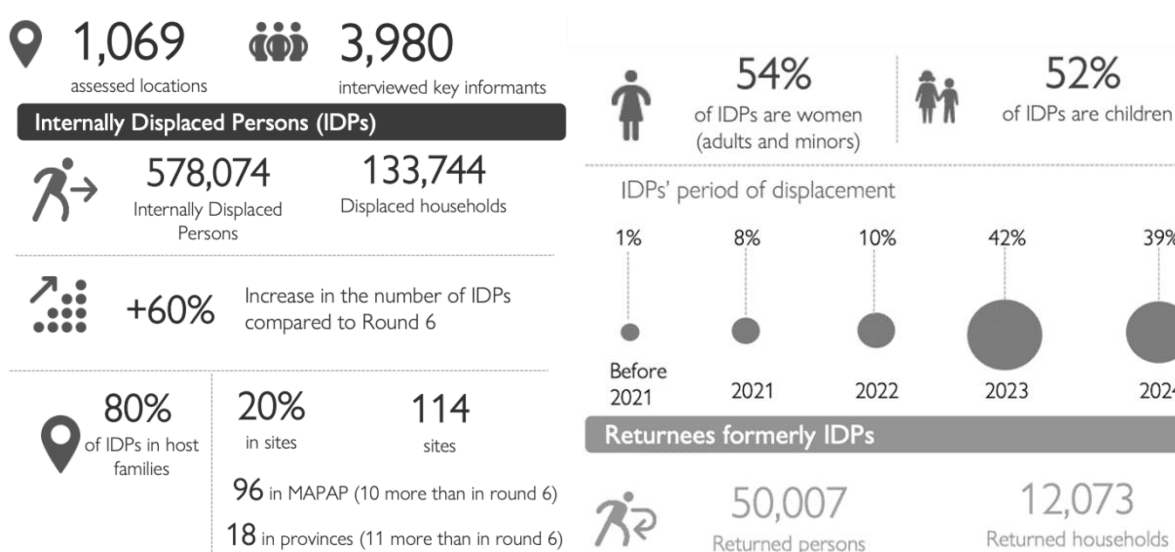 1,069
assessed locations
3,980
interviewed key informants
Internally Displaced Persons (IDPs)
578,074
Internally Displaced
Persons
133,744
Displaced households
+60%
Increase in the number of IDPs
compared to Round 6
80%
of IDPs in host
families
20%
in sites
114
sites
96 in MAPAP (10 more than in round 6)
18 in provinces (11 more than in round 6)
54%
of IDPs are women
(adults and minors)
52%
of IDPs are children
IDPs' period of displacement
1% 8% 10% 42% 39%
Before
2021 2021 2022 2023 2024
Returnees formerly IDPs
50,007
Returned persons
12,073
Returned households